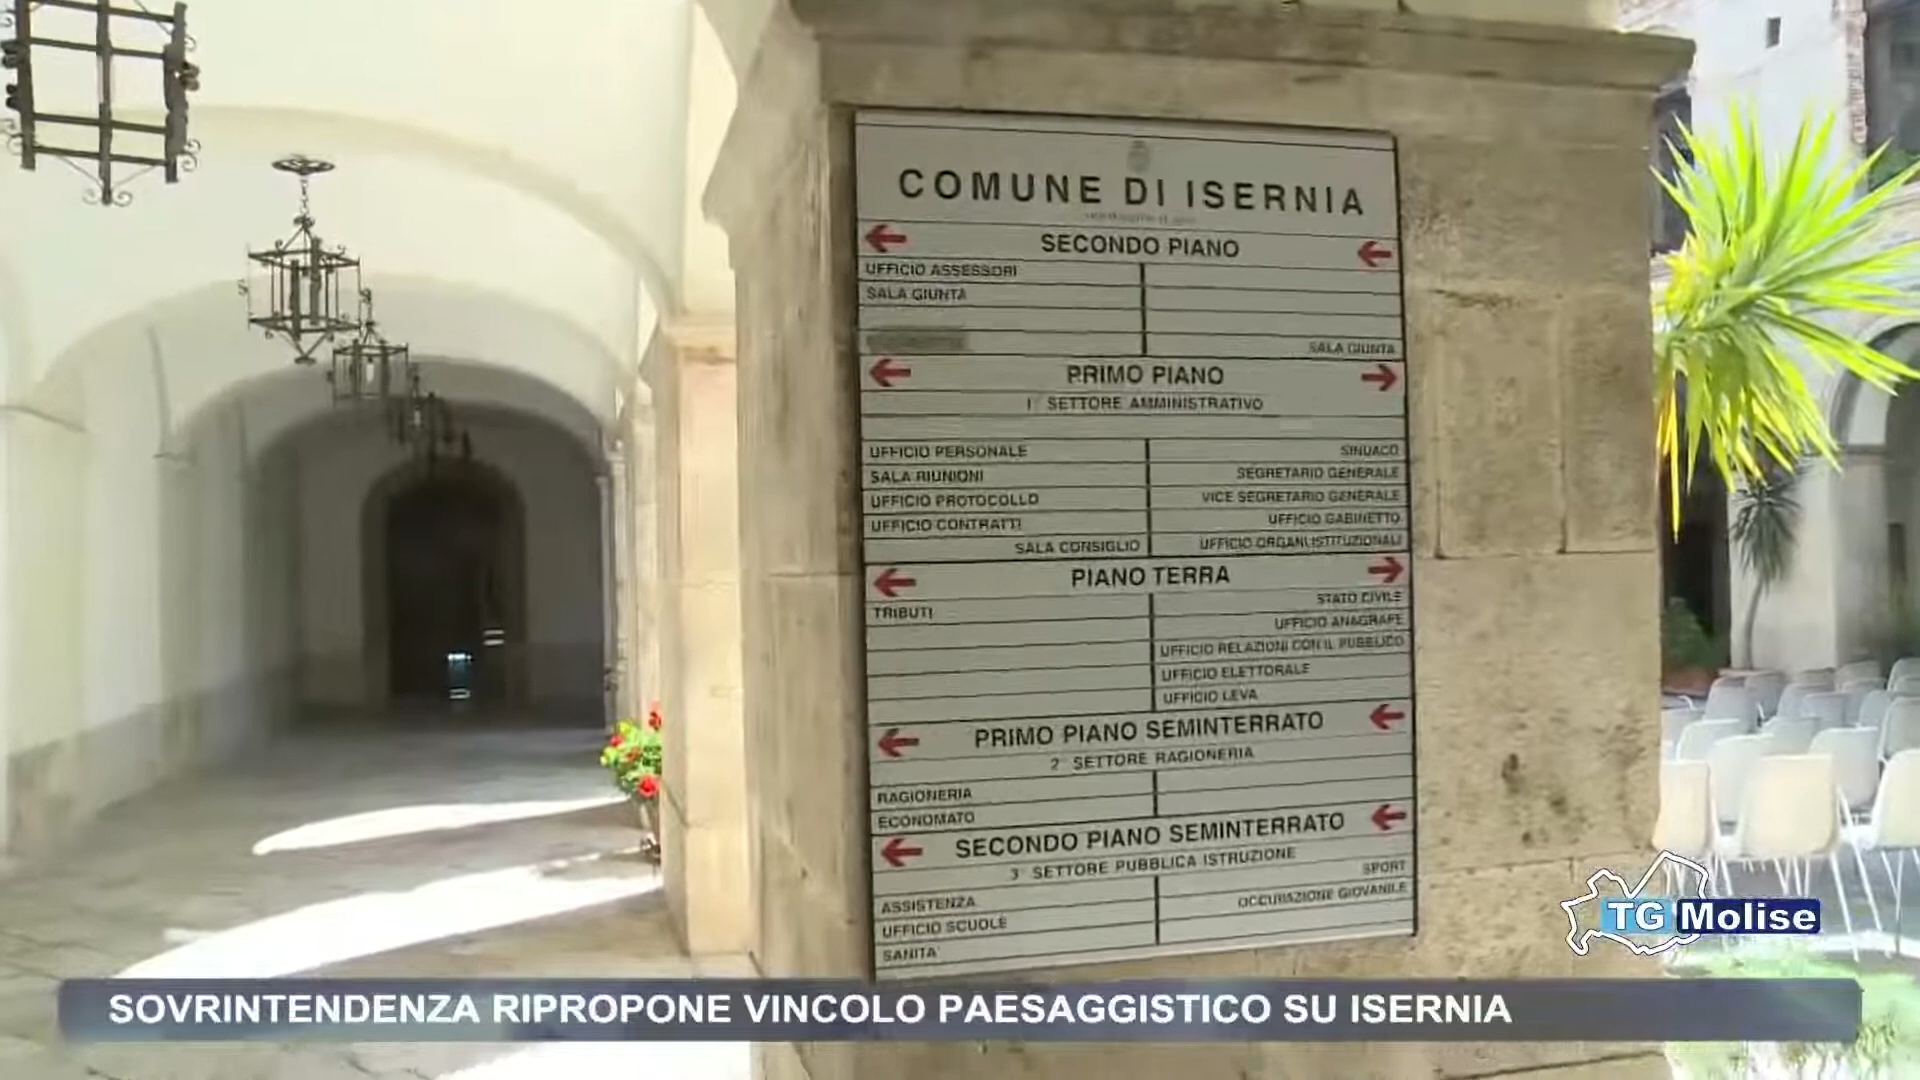 COMUNE DI ISERNIA
SECONDO PIANO
UFFICIO ASSESSORI
SALA GIUNTA
SALA GIUNTA
PRIMO PIANO
1° SETTORE AMMINISTRATIVO
UFFICIO PERSONALE
SINDACO
SALA RIUNIONI
SEGRETARIO GENERALE
UFFICIO PROTOCOLLO
VICE SEGRETARIO GENERALE
UFFICIO CONTRATTI
UFFICIO GABINETTO
SALA CONSIGLIO
UFFICIO ORGANI ISTITUZIONALI
PIANO TERRA
TRIBUTI
STATO CIVILE
UFFICIO ANAGRAFE
UFFICIO RELAZIONI CON IL PUBBLICO
UFFICIO ELETTORALE
UFFICIO LEVA
PRIMO PIANO SEMINTERRATO
2° SETTORE RAGIONERIA
RAGIONERIA
ECONOMATO
SECONDO PIANO SEMINTERRATO
3° SETTORE PUBBLICA ISTRUZIONE
SPORT
ASSISTENZA
OCCUPAZIONE GIOVANILE
UFFICIO SCUOLE
SANITA'
TG Molise
SOVRINTENDENZA RIPROPONE VINCOLO PAESAGGISTICO SU ISERNIA